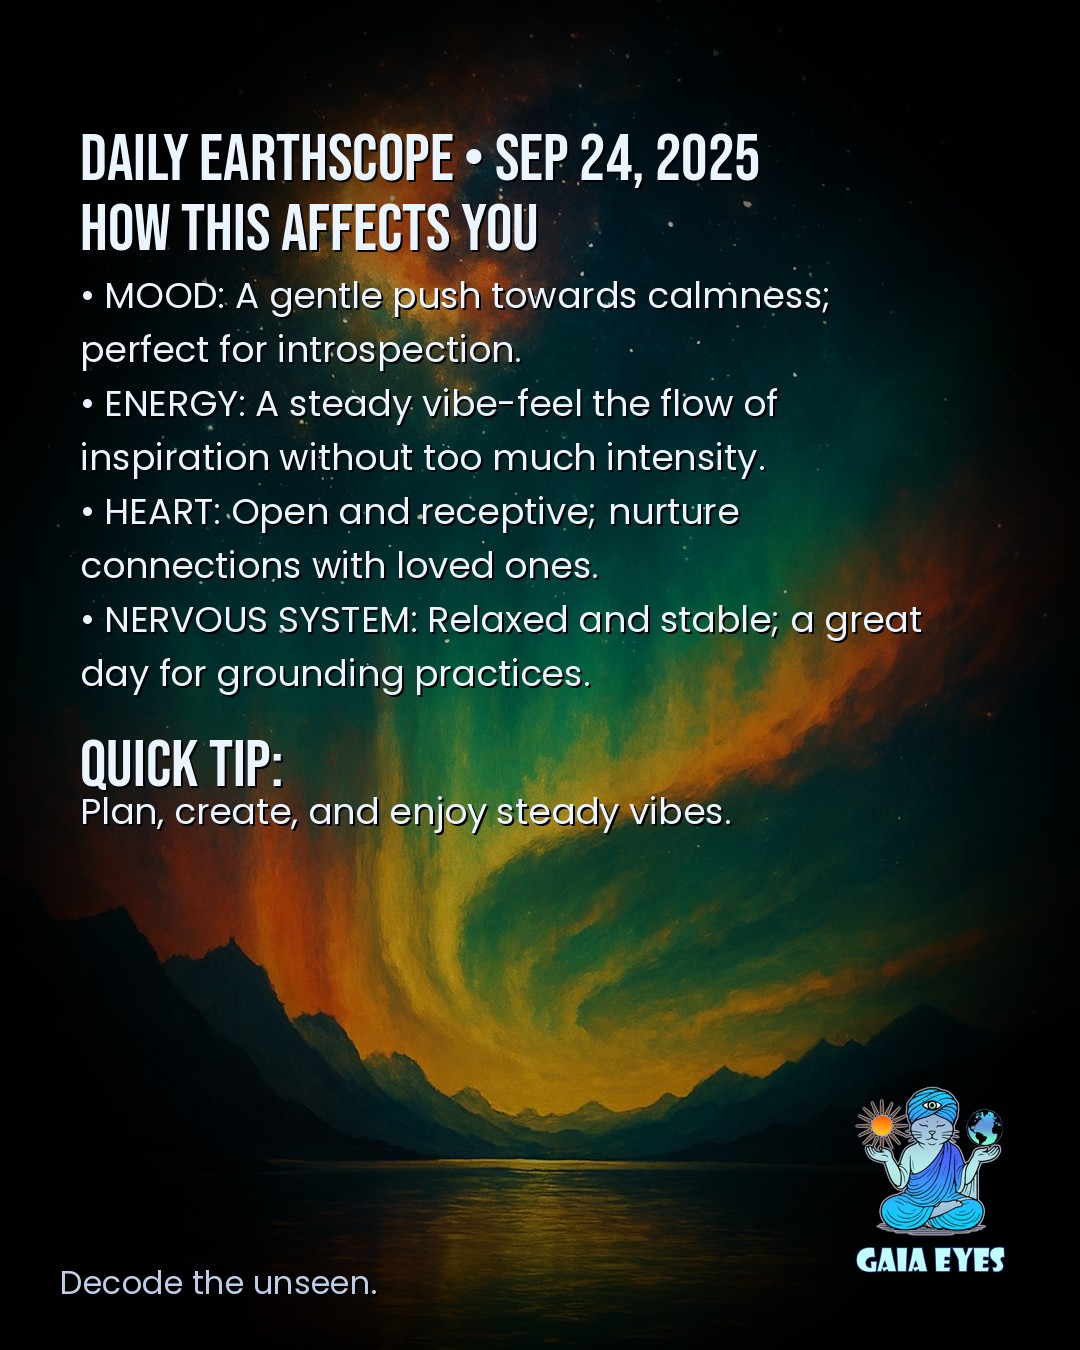 DAILY EARTHSCOPE • SEP 24, 2025
HOW THIS AFFECTS YOU
• MOOD: A gentle push towards calmness;
perfect for introspection.
• ENERGY: A steady vibe-feel the flow of
inspiration without too much intensity.
• HEART: Open and receptive; nurture
connections with loved ones.
• NERVOUS SYSTEM: Relaxed and stable; a great
day for grounding practices.
QUICK TIP:
Plan, create, and enjoy steady vibes.
GAIA EYES
Decode the unseen.